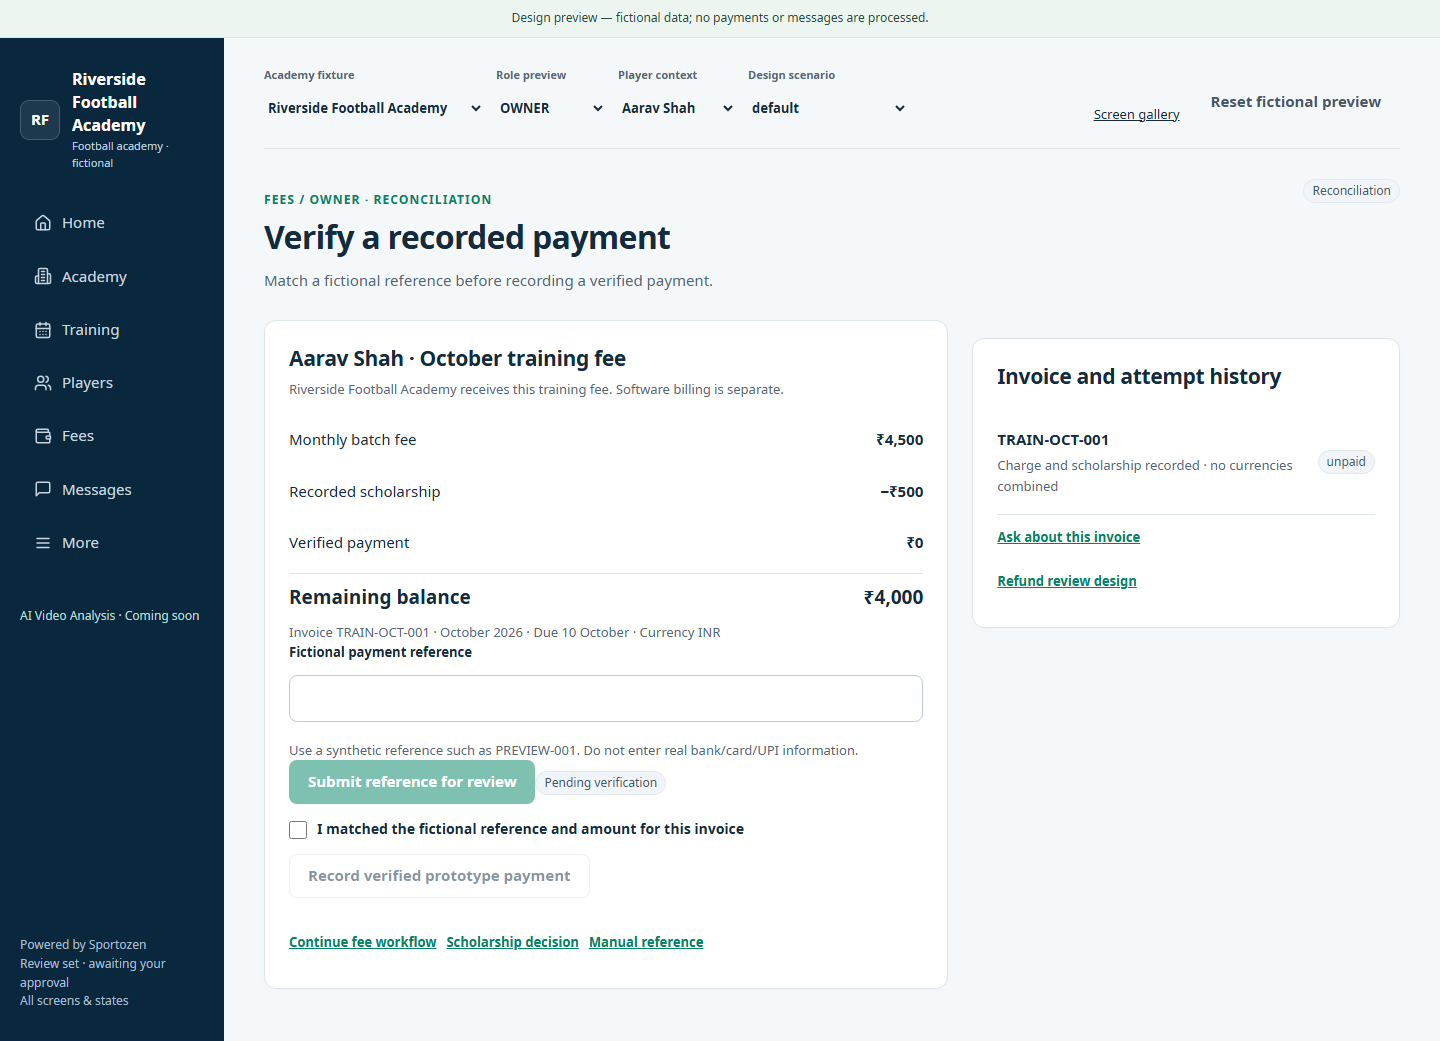 Design preview — fictional data; no payments or messages are processed.
RF
Riverside
Football
Academy
Football academy ·
fictional
Home
Academy
Training
Players
Fees
Messages
More
AI Video Analysis · Coming soon
Powered by Sportozen
Review set · awaiting your
approval
All screens & states
Academy fixture
Role preview
Player context
Design scenario
Riverside Football Academy
OWNER
Aarav Shah
default
Screen gallery
Reset fictional preview
FEES / OWNER · RECONCILIATION
Reconciliation
Verify a recorded payment
Match a fictional reference before recording a verified payment.
Aarav Shah · October training fee
Riverside Football Academy receives this training fee. Software billing is separate.
Monthly batch fee ₹4,500
Recorded scholarship −₹500
Verified payment ₹0
Remaining balance ₹4,000
Invoice TRAIN-OCT-001 · October 2026 · Due 10 October · Currency INR
Fictional payment reference
Use a synthetic reference such as PREVIEW-001. Do not enter real bank/card/UPI information.
Submit reference for review
Pending verification
I matched the fictional reference and amount for this invoice
Record verified prototype payment
Continue fee workflow Scholarship decision Manual reference
Invoice and attempt history
TRAIN-OCT-001
Charge and scholarship recorded · no currencies
combined
unpaid
Ask about this invoice
Refund review design